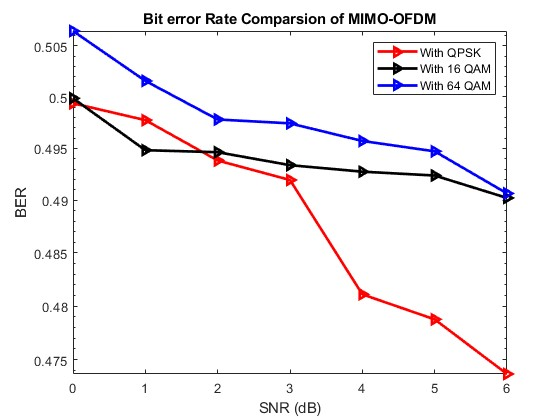 Bit error Rate Comparsion of MIMO-OFDM
With QPSK
With 16 QAM
With 64 QAM
BER
0.505
0.5
0.495
0.49
0.485
0.48
0.475
0 1 2 3 4 5 6
SNR (dB)